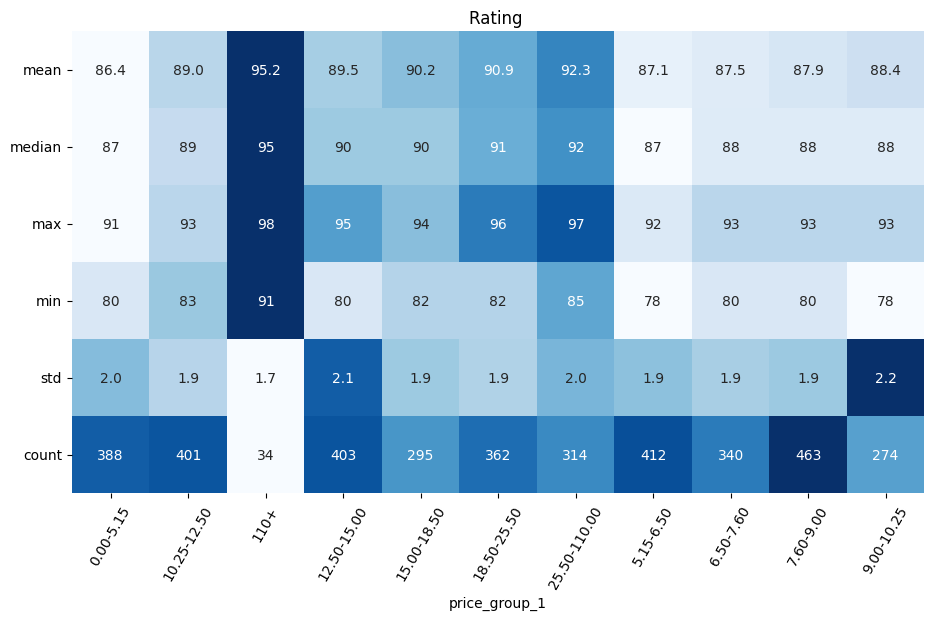 Rating
mean 86.4 89.0 95.2 89.5 90.2 90.9 92.3 87.1 87.5 87.9 88.4
median 87 89 95 90 90 91 92 87 88 88 88
max 91 93 98 95 94 96 97 92 93 93 93
min 80 83 91 80 82 82 85 78 80 80 78
std 2.0 1.9 1.7 2.1 1.9 1.9 2.0 1.9 1.9 1.9 2.2
count 388 401 34 403 295 362 314 412 340 463 274
0.00-5.15 10.25-12.50 110+ 12.50-15.00 15.00-18.50 18.50-25.50 25.50-110.00 5.15-6.50 6.50-7.60 7.60-9.00 9.00-10.25
price_group_1